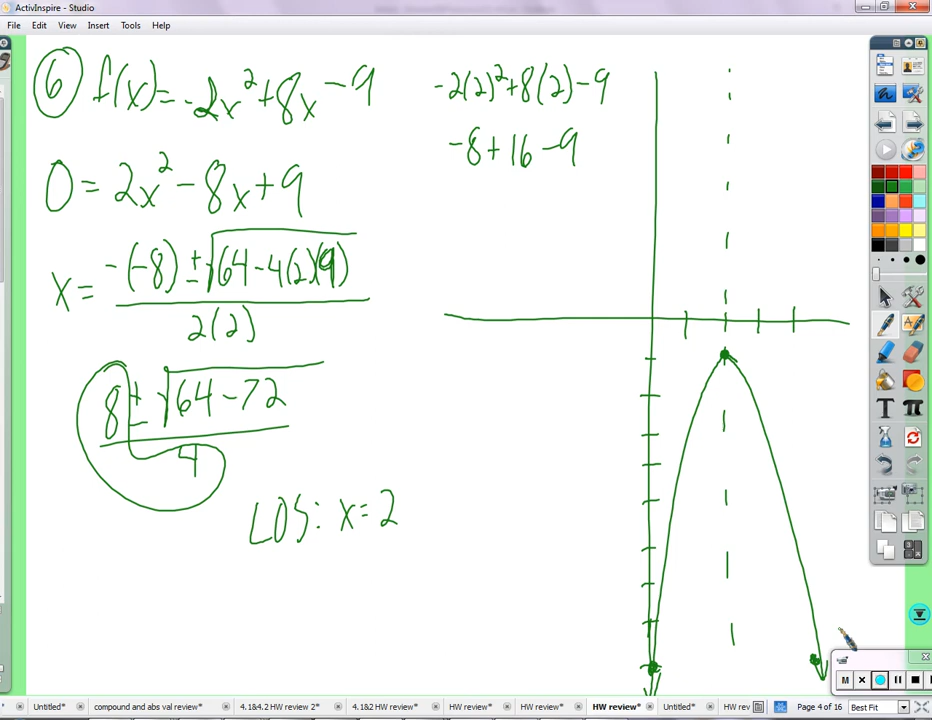 ActivInspire - Studio
File Edit View Insert Tools Help
⑥ f(x)= -2x²+8x-9
0=2x²-8x+9
x= -(-8)±√(64-4(2)(9)) / 2(2)
8±√64-72 / 4
LOS: x=2
-2(2)²+8(2)-9
-8+16-9
Untitled* compound and abs val review* 4.1&4.2 HW review 2* 4.1&2 HW review* HW review* HW review* HW review* Untitled* HW rev Page 4 of 16 Best Fit
M